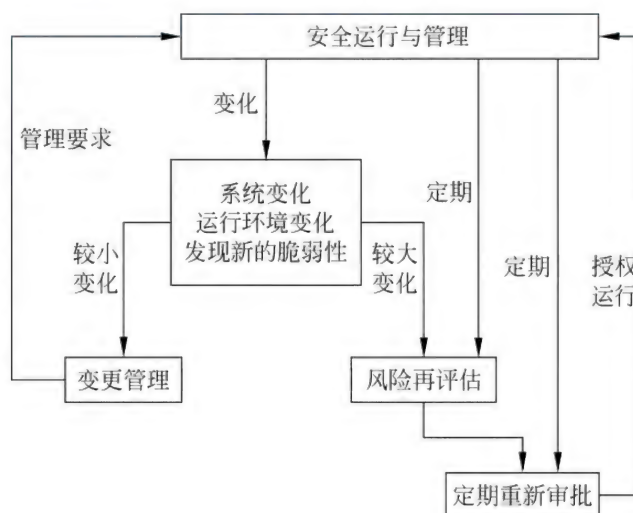 安全运行与管理
变化
管理要求
系统变化
运行环境变化
发现新的脆弱性
定期
定期
较小
变化
较大
变化
授权
运行
变更管理
风险再评估
定期重新审批